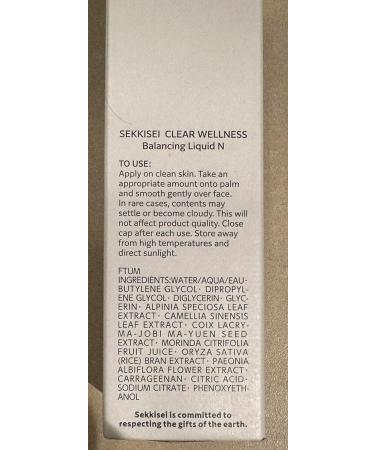 SEKKISEI CLEAR WELLNESS
Balancing Liquid N
TO USE:
Apply on clean skin. Take an
appropriate amount onto palm
and smooth gently over face.
In rare cases, contents may
settle or become cloudy. This will
not affect product quality. Close
cap after each use. Store away
from high temperatures and
direct sunlight.
FTUM
INGREDIENTS:WATER/AQUA/EAU·
BUTYLENE GLYCOL· DIPROPYL-
ENE GLYCOL· DIGLYCERIN· GLYC-
ERIN· ALPINIA SPECIOSA LEAF
EXTRACT· CAMELLIA SINENSIS
LEAF EXTRACT· COIX LACRY-
MA-JOBI MA-YUEN SEED
EXTRACT· MORINDA CITRIFOLIA
FRUIT JUICE· ORYZA SATIVA
(RICE) BRAN EXTRACT· PAEONIA
ALBIFLORA FLOWER EXTRACT·
CARRAGEENAN· CITRIC ACID·
SODIUM CITRATE· PHENOXYETH-
ANOL
Sekkisei is committed to
respecting the gifts of the earth.